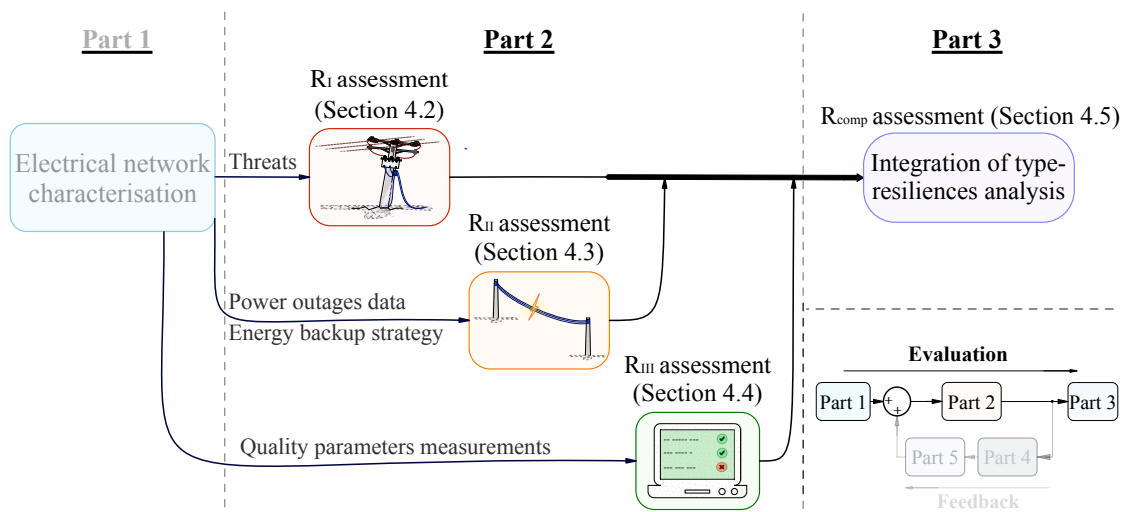 Part 1
Part 2
Part 3
RI assessment
(Section 4.2)
Rcomp assessment (Section 4.5)
Electrical network
characterisation
Threats
Integration of type-
resiliences analysis
RII assessment
(Section 4.3)
Power outages data
Energy backup strategy
RIII assessment
(Section 4.4)
Quality parameters measurements
Evaluation
Part 1
+
+
Part 2
Part 3
Part 5
Part 4
Feedback